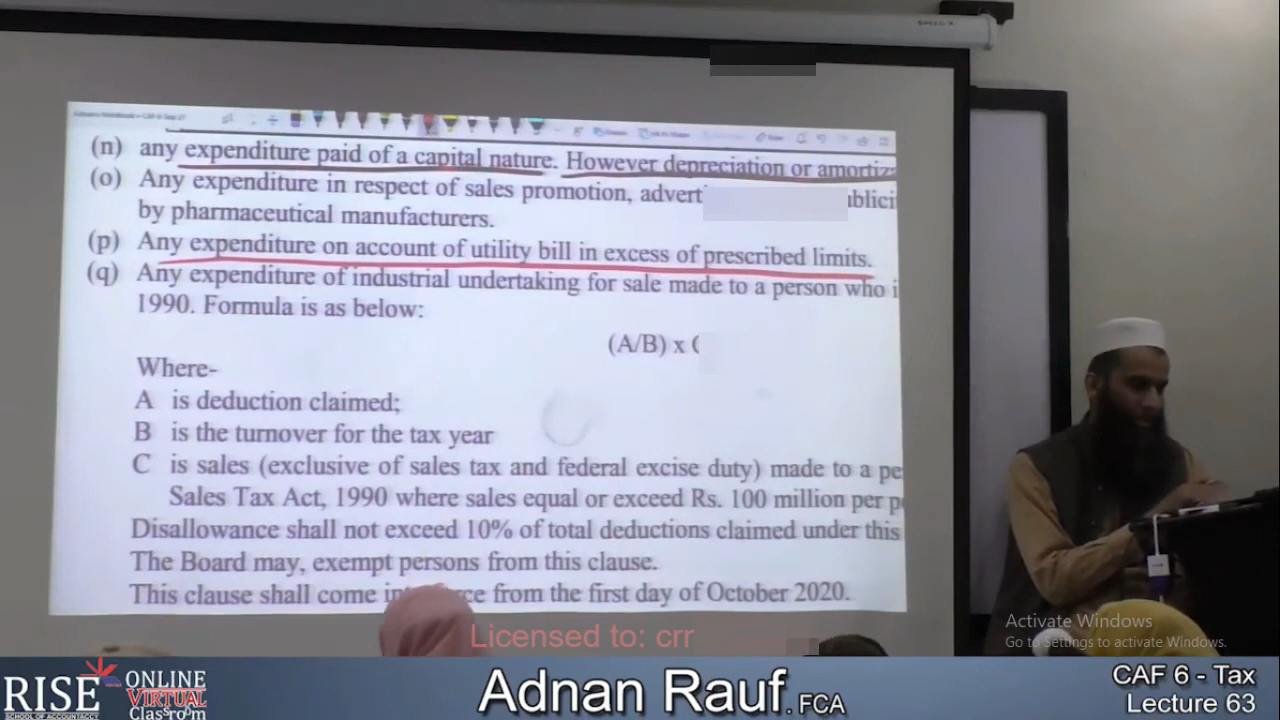 (n) any expenditure paid of a capital nature. However depreciation or amortiz
(o) Any expenditure in respect of sales promotion, advert
by pharmaceutical manufacturers.
(p) Any expenditure on account of utility bill in excess of prescribed limits.
(q) Any expenditure of industrial undertaking for sale made to a person who i
1990. Formula is as below:
(A/B) x
Where-
A is deduction claimed;
B is the turnover for the tax year
C is sales (exclusive of sales tax and federal excise duty) made to a pe
Sales Tax Act, 1990 where sales equal or exceed Rs. 100 million per p
Disallowance shall not exceed 10% of total deductions claimed under this
The Board may, exempt persons from this clause.
This clause shall come from the first day of October 2020.
Activate Windows
Go to Settings to activate Windows.
Licensed to: crr
RISE
SCHOOL OF ACCOUNTANCY
ONLINE
VIRTUAL
Classroom
Adnan Rauf. FCA
CAF 6 - Tax
Lecture 63